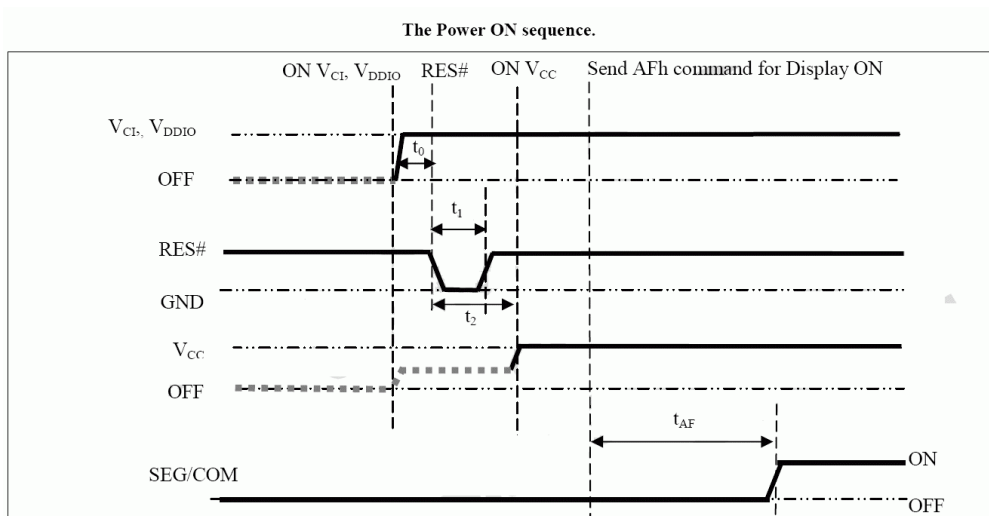 The Power ON sequence.
ON V_CI, V_DDIO RES# ON V_CC Send AFh command for Display ON
V_CI,, V_DDIO
t_0
OFF
t_1
RES#
GND
t_2
V_CC
OFF
t_AF
SEG/COM
ON
OFF